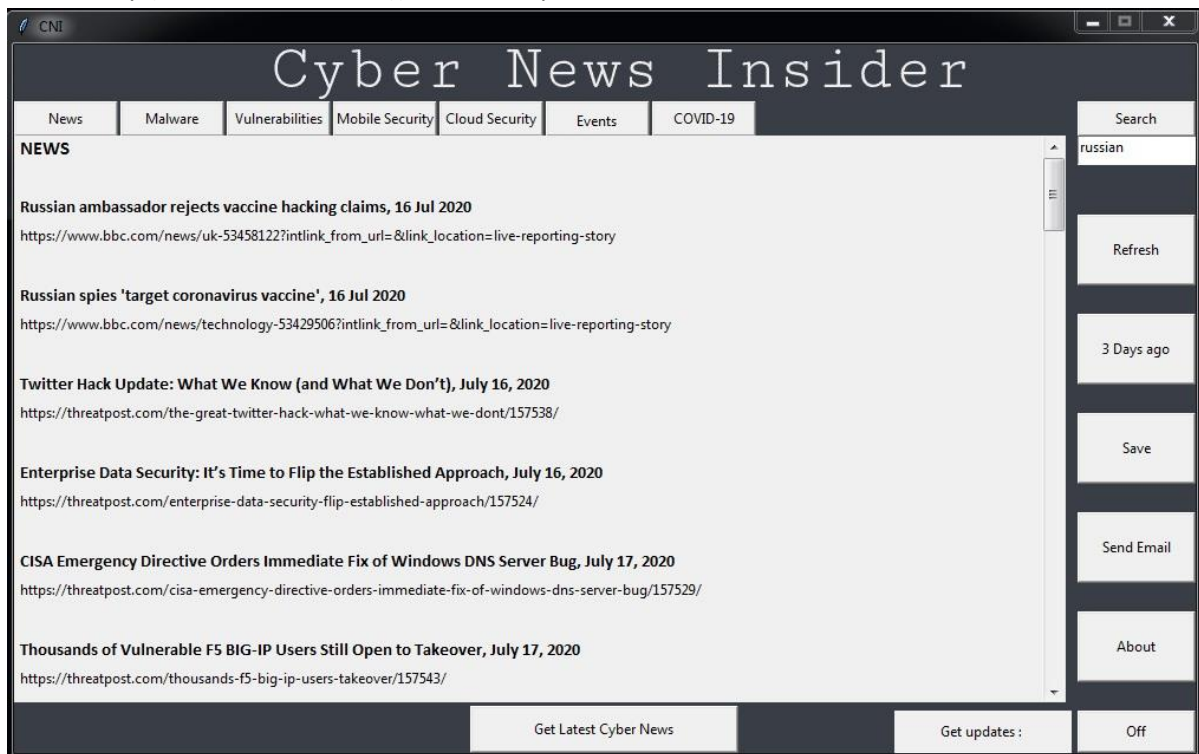 CNI
Cyber News Insider
News Malware Vulnerabilities Mobile Security Cloud Security Events COVID-19 Search
NEWS
russian
Russian ambassador rejects vaccine hacking claims, 16 Jul 2020
https://www.bbc.com/news/uk-53458122?intlink_from_url=&link_location=live-reporting-story
Refresh
Russian spies 'target coronavirus vaccine', 16 Jul 2020
https://www.bbc.com/news/technology-53429506?intlink_from_url=&link_location=live-reporting-story
3 Days ago
Twitter Hack Update: What We Know (and What We Don’t), July 16, 2020
https://threatpost.com/the-great-twitter-hack-what-we-know-what-we-dont/157538/
Save
Enterprise Data Security: It’s Time to Flip the Established Approach, July 16, 2020
https://threatpost.com/enterprise-data-security-flip-established-approach/157524/
Send Email
CISA Emergency Directive Orders Immediate Fix of Windows DNS Server Bug, July 17, 2020
https://threatpost.com/cisa-emergency-directive-orders-immediate-fix-of-windows-dns-server-bug/157529/
About
Thousands of Vulnerable F5 BIG-IP Users Still Open to Takeover, July 17, 2020
https://threatpost.com/thousands-f5-big-ip-users-takeover/157543/
Get Latest Cyber News Get updates : Off